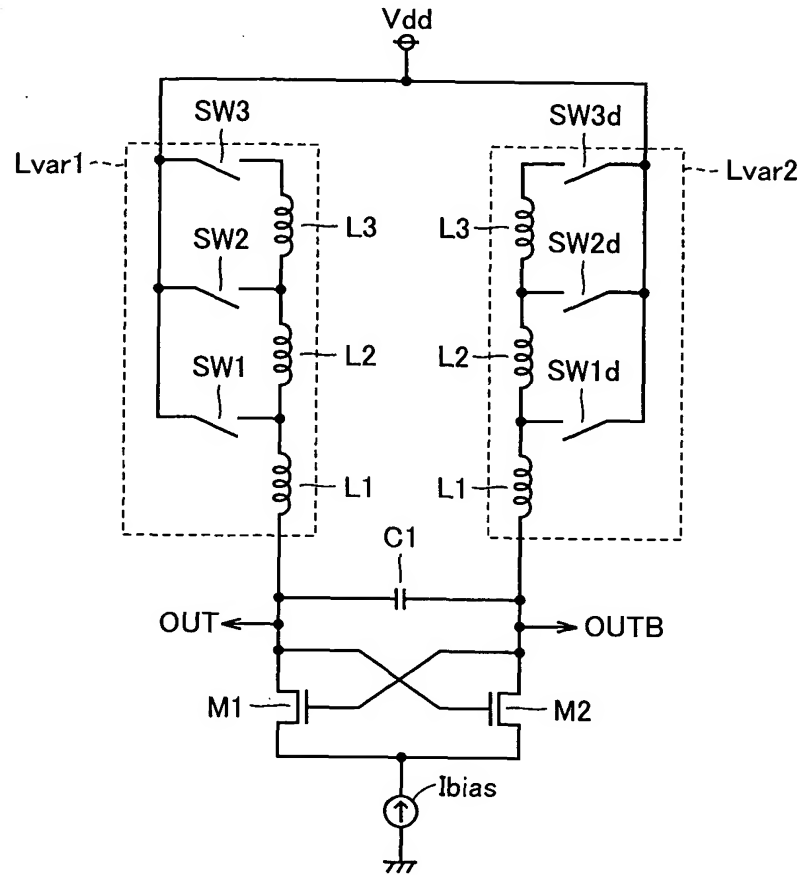 Vdd
SW3
SW3d
Lvar1
Lvar2
L3
L3
SW2
SW2d
L2
L2
SW1
SW1d
L1
L1
C1
OUT
OUTB
M1
M2
Ibias